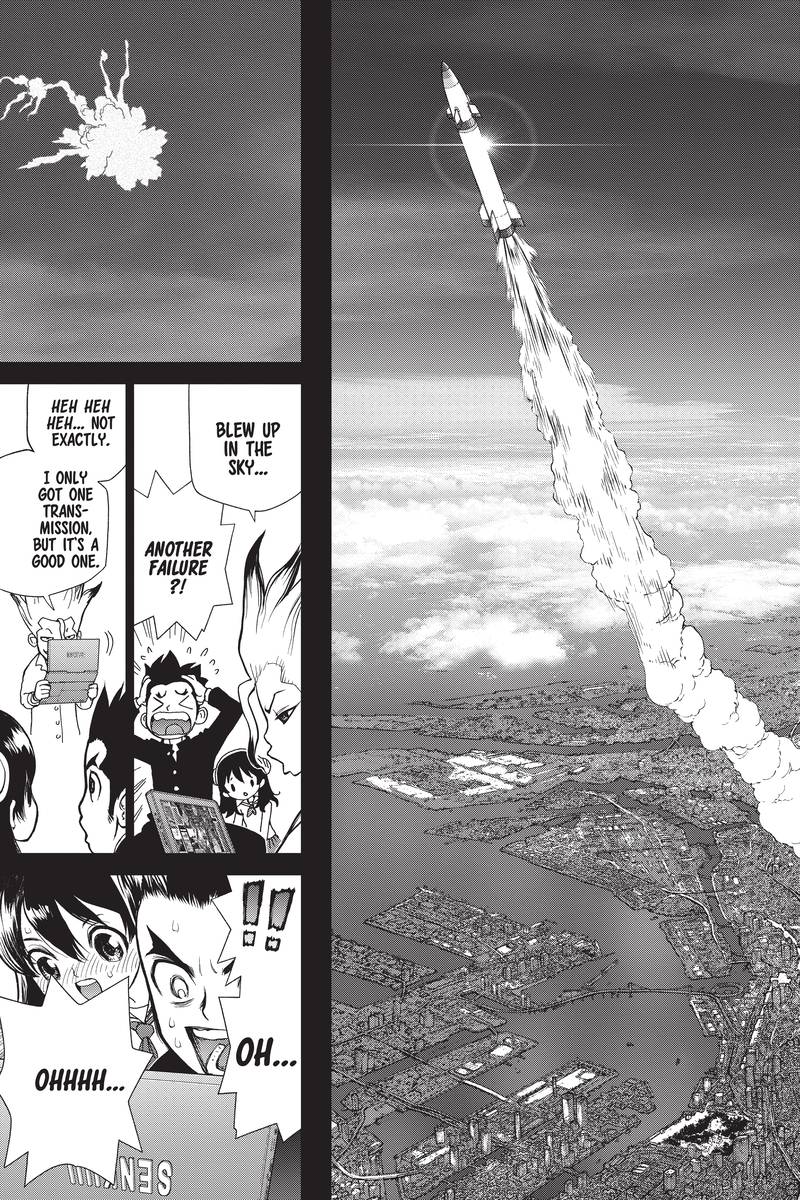 BLEW UP
IN THE
SKY...
ANOTHER
FAILURE
?!
HEH HEH
HEH... NOT
EXACTLY.
I ONLY
GOT ONE
TRANS-
MISSION,
BUT IT'S A
GOOD ONE.
!!
OH...
OHHHH...